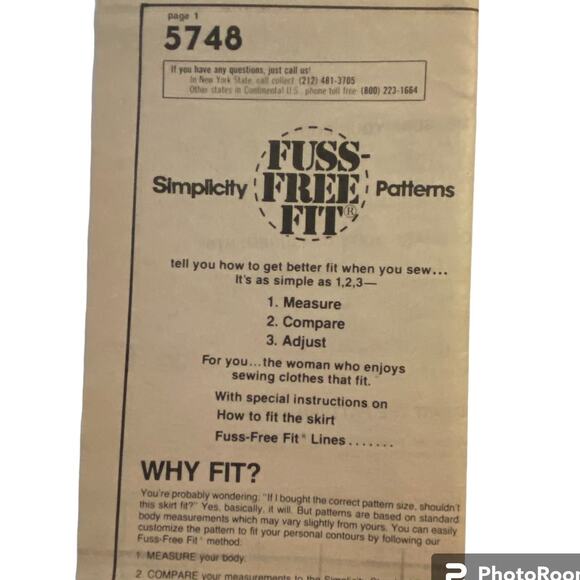 page 1
5748
If you have any questions, just call us!
In New York State, call collect (212) 481-3705
Other states in Continental U.S., phone toll free (800) 223-1664
Simplicity FUSS-FREE FIT® Patterns
tell you how to get better fit when you sew...
It's as simple as 1,2,3—
1. Measure
2. Compare
3. Adjust
For you...the woman who enjoys
sewing clothes that fit.
With special instructions on
How to fit the skirt
Fuss-Free Fit® Lines.......
WHY FIT?
You're probably wondering: "If I bought the correct pattern size, shouldn't
this skirt fit?" Yes, basically, it will. But patterns are based on standard
body measurements which may vary slightly from yours. You can easily
customize the pattern to fit your personal contours by following our
Fuss-Free Fit® method.
1. MEASURE your body.
2. COMPARE your measurements to the Simplicity
PhotoRoom